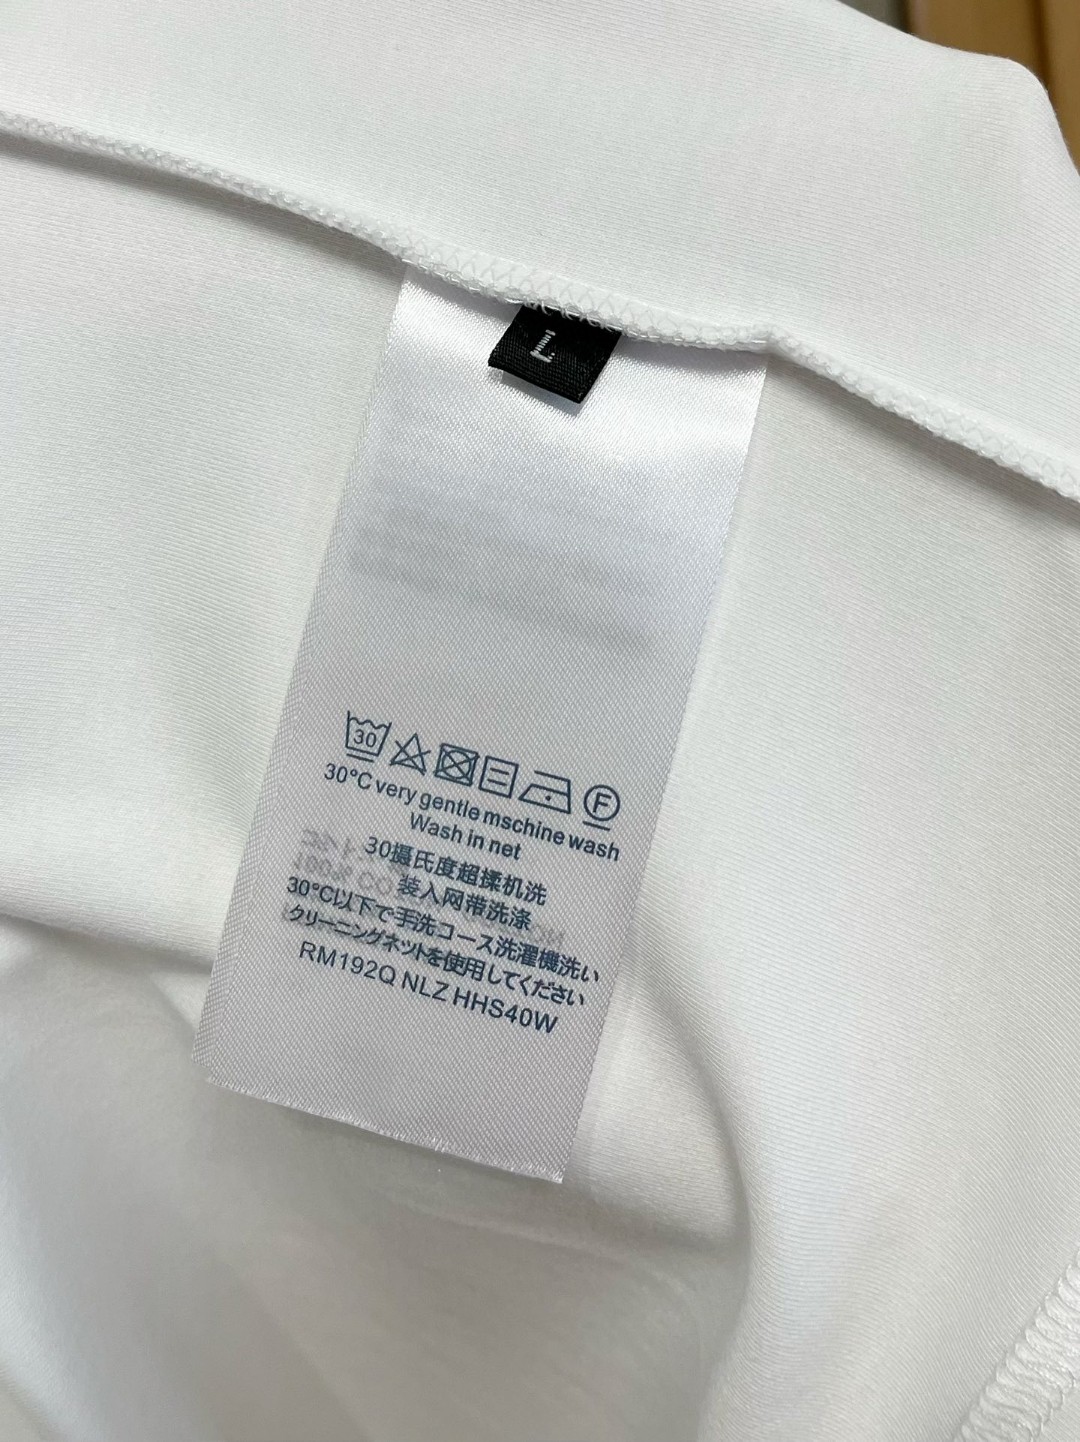 L
30
F
30°C very gentle mschine wash
Wash in net
30摄氏度超揉机洗
装入网带洗涤
30°C以下で手洗コース洗濯機洗い
クリーニングネットを使用してください
RM192Q NLZ HHS40W